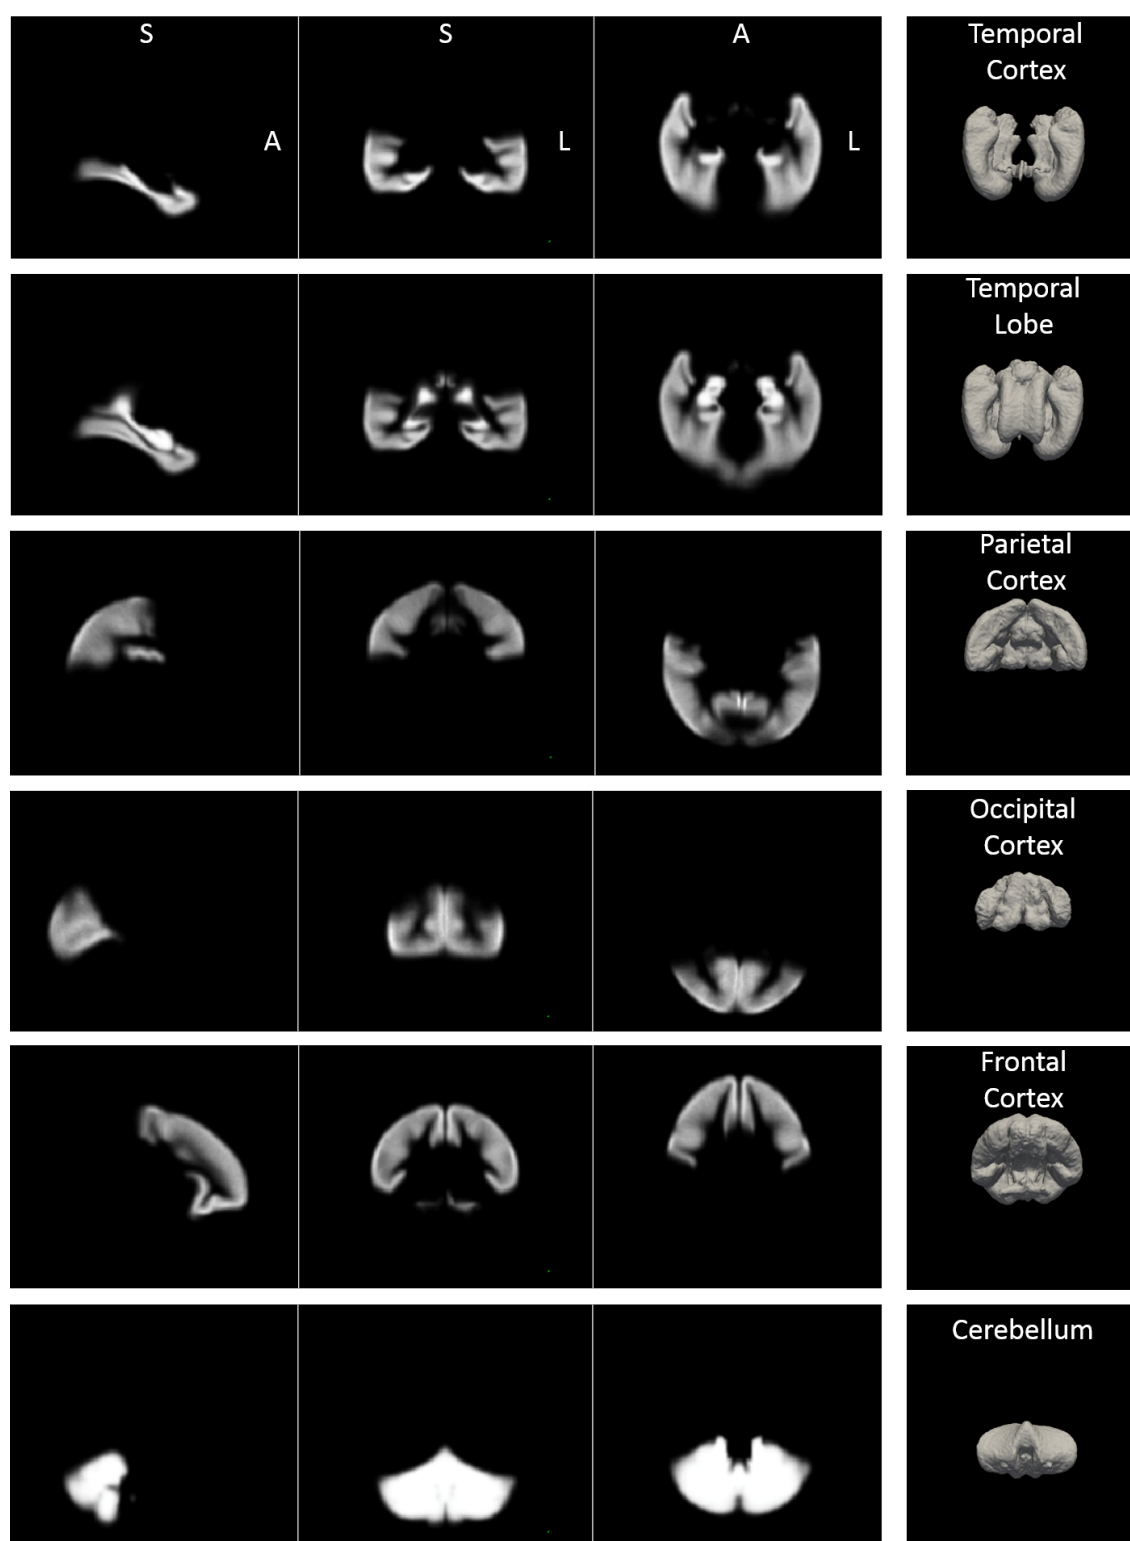 S
S
A
A
L
L
Temporal
Cortex
Temporal
Lobe
Parietal
Cortex
Occipital
Cortex
Frontal
Cortex
Cerebellum